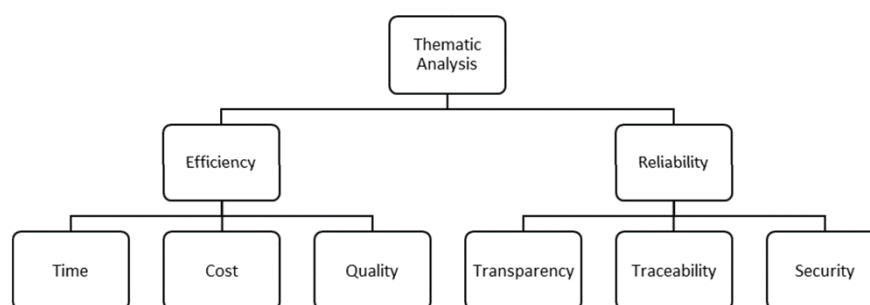 Thematic
Analysis
Efficiency
Reliability
Time
Cost
Quality
Transparency
Traceability
Security